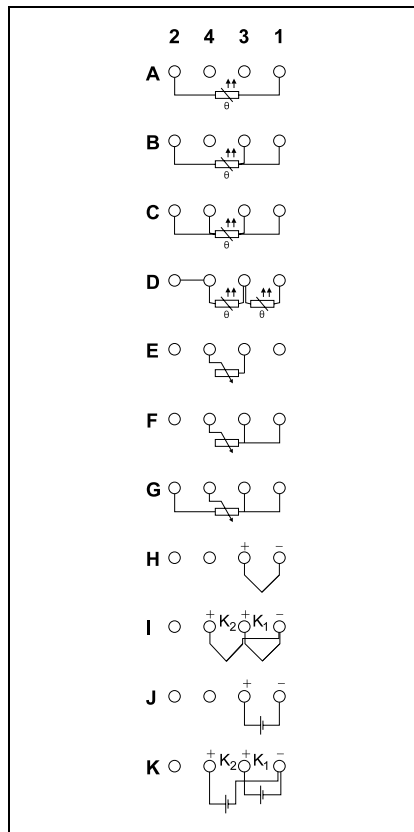 2 4 3 1
A
θ
B
θ
C
θ
D
θ θ
E
F
G
H + −
I + K₂ + K₁ −
J + −
K + K₂ + K₁ −